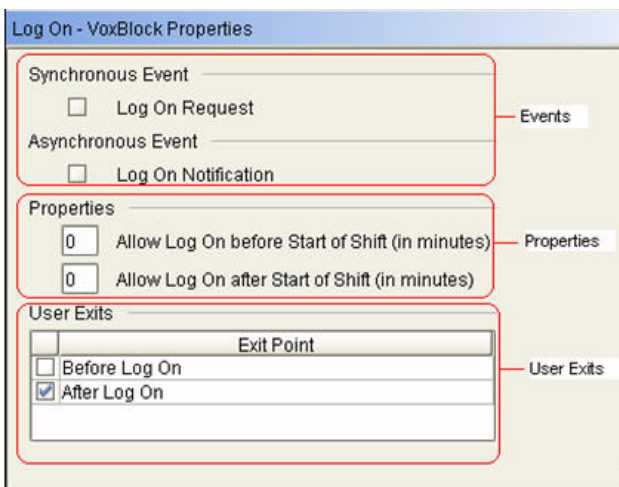 Log On - VoxBlock Properties
Synchronous Event
Log On Request
Events
Asynchronous Event
Log On Notification
Properties
0 Allow Log On before Start of Shift (in minutes)
Properties
0 Allow Log On after Start of Shift (in minutes)
User Exits
Exit Point
Before Log On
User Exits
After Log On